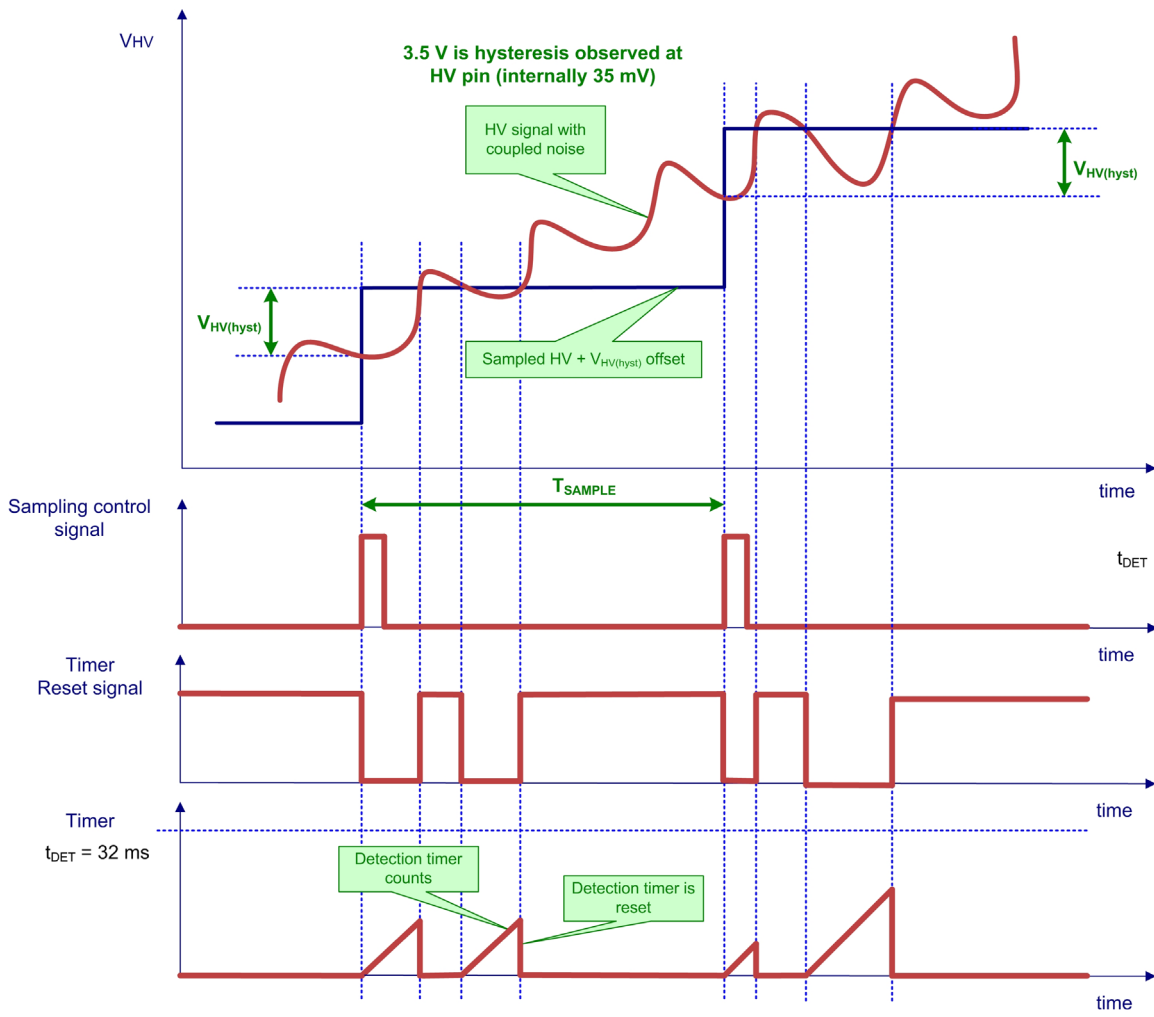 VHV
3.5 V is hysteresis observed at
HV pin (internally 35 mV)
HV signal with
coupled noise
VHV(hyst)
VHV(hyst)
Sampled HV + VHV(hyst) offset
time
TSAMPLE
Sampling control
signal
tDET
time
Timer
Reset signal
time
Timer
tDET = 32 ms
Detection timer
counts
Detection timer is
reset
time